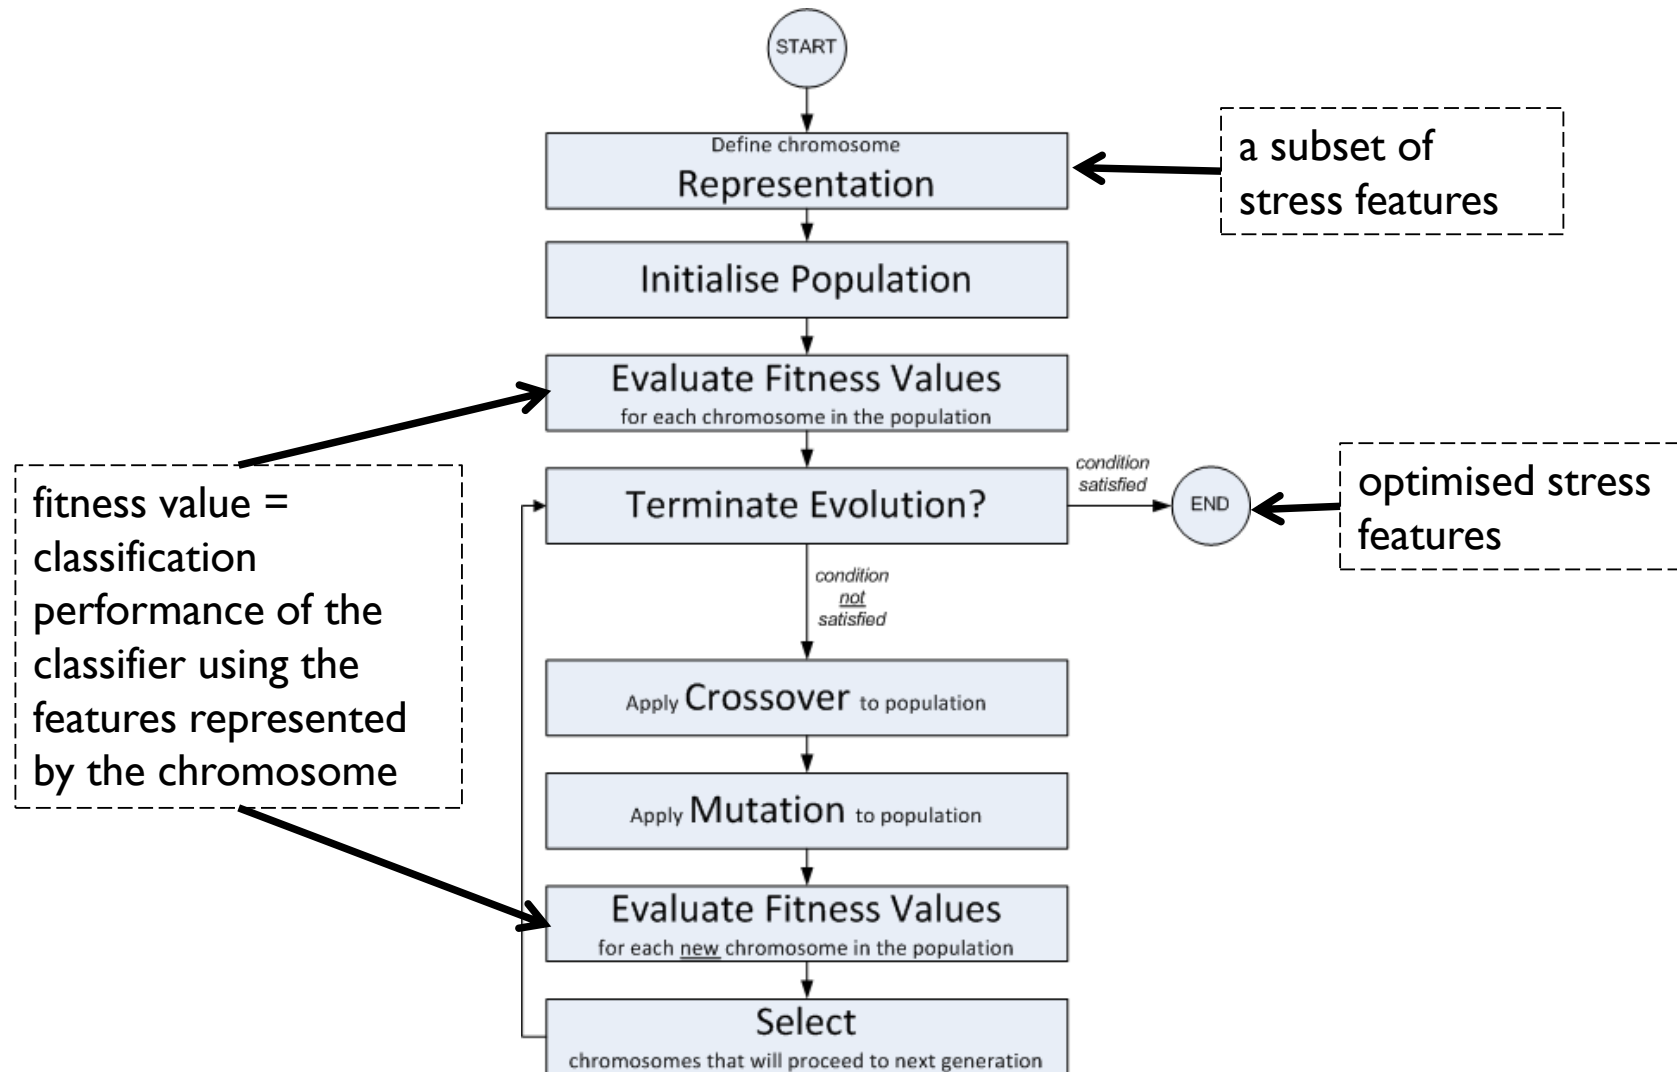 START
Define chromosome
Representation
a subset of
stress features
Initialise Population
Evaluate Fitness Values
for each chromosome in the population
fitness value =
classification
performance of the
classifier using the
features represented
by the chromosome
Terminate Evolution?
condition
satisfied
END
optimised stress
features
condition
not
satisfied
Apply Crossover to population
Apply Mutation to population
Evaluate Fitness Values
for each new chromosome in the population
Select
chromosomes that will proceed to next generation